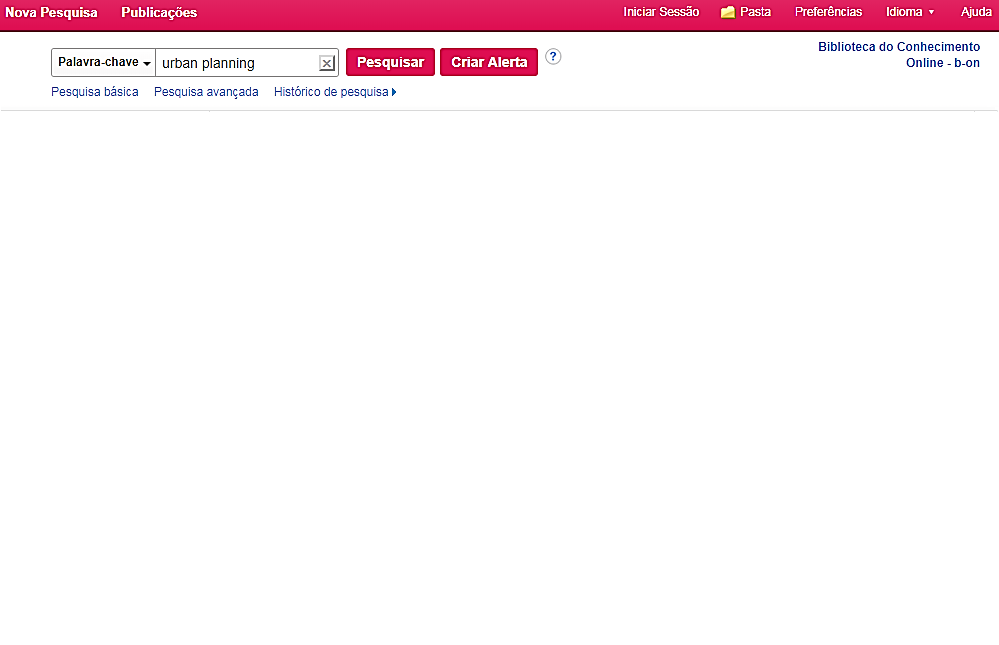 Nova Pesquisa Publicações Iniciar Sessão Pasta Preferências Idioma Ajuda
Palavra-chave urban planning Pesquisar Criar Alerta ?
Biblioteca do Conhecimento
Online - b-on
Pesquisa básica Pesquisa avançada Histórico de pesquisa